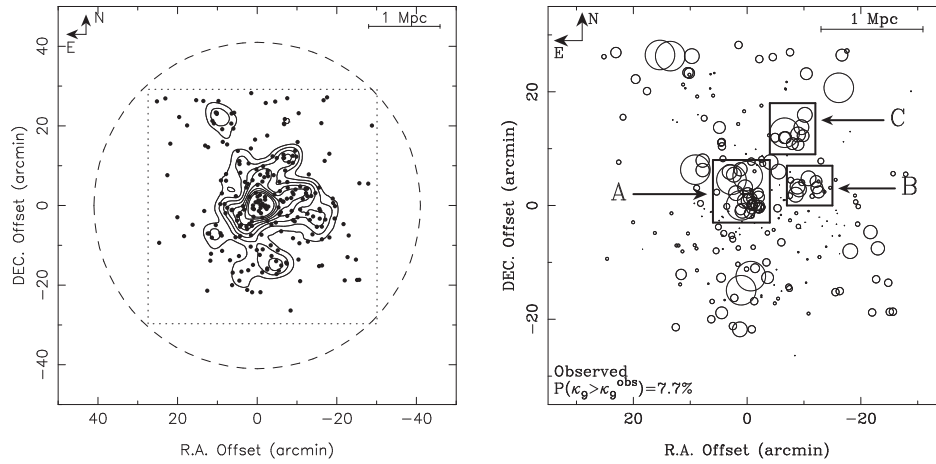 N
E
1 Mpc
40
20
0
−20
−40
DEC. Offset (arcmin)
40 20 0 −20 −40
R.A. Offset (arcmin)
N
E
1 Mpc
20
0
−20
DEC. Offset (arcmin)
A
B
C
Observed
P(κ₉>κ₉ᵒᵇˢ)=7.7%
20 0 −20
R.A. Offset (arcmin)